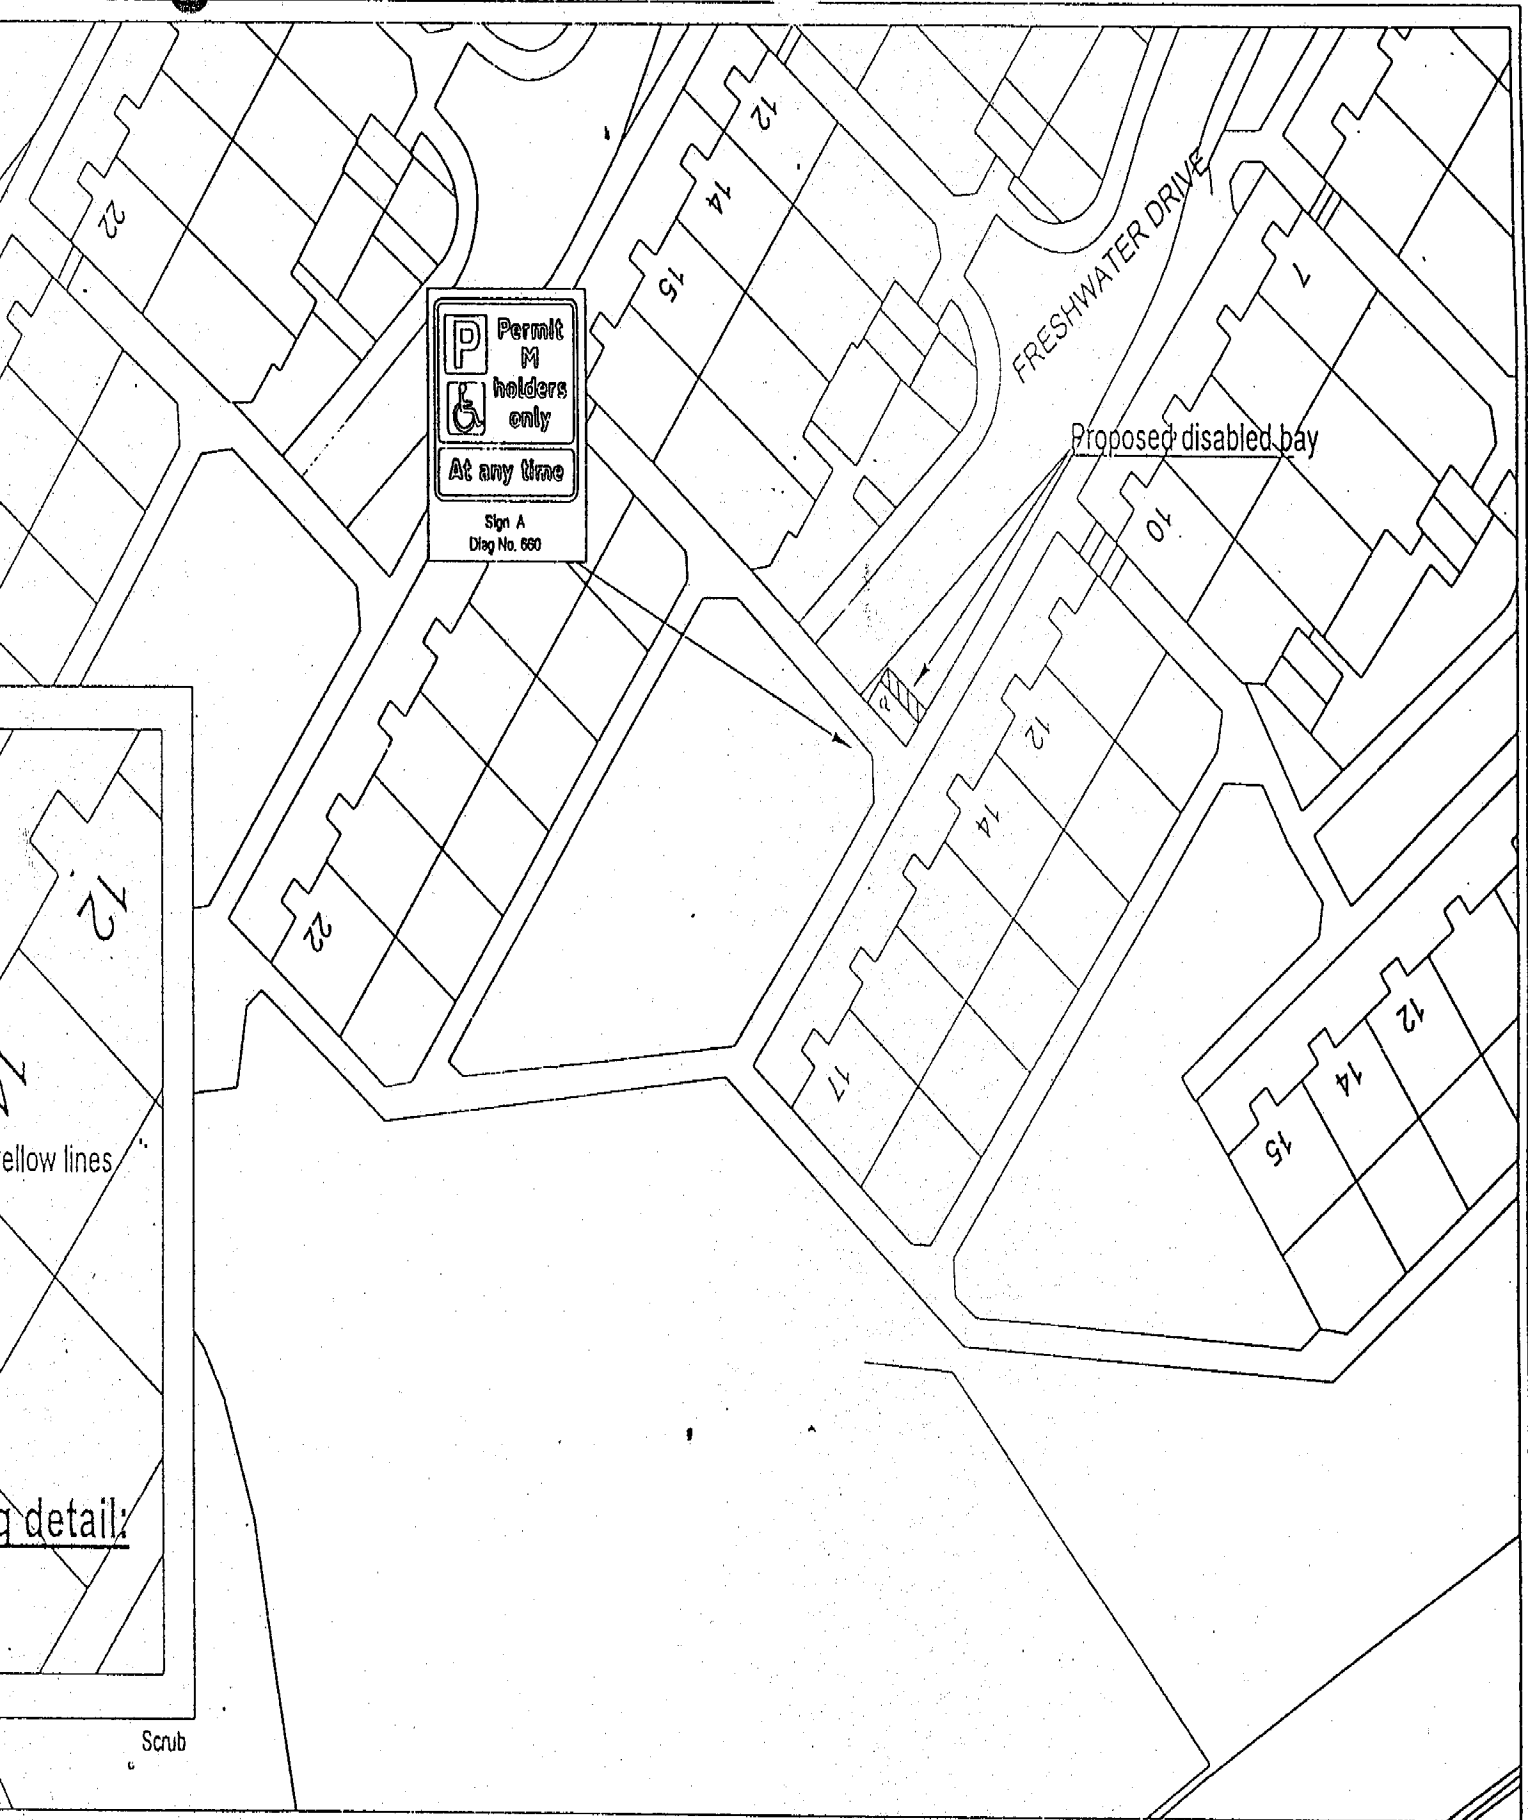 12
22
14
15
FRESHWATER DRIVE
7
P Permit
M
holders
only
At any time
Sign A
Diag No. 660
Proposed disabled bay
10
12
14
22
17
12
14
15
12
ellow lines
detail:
Scrub